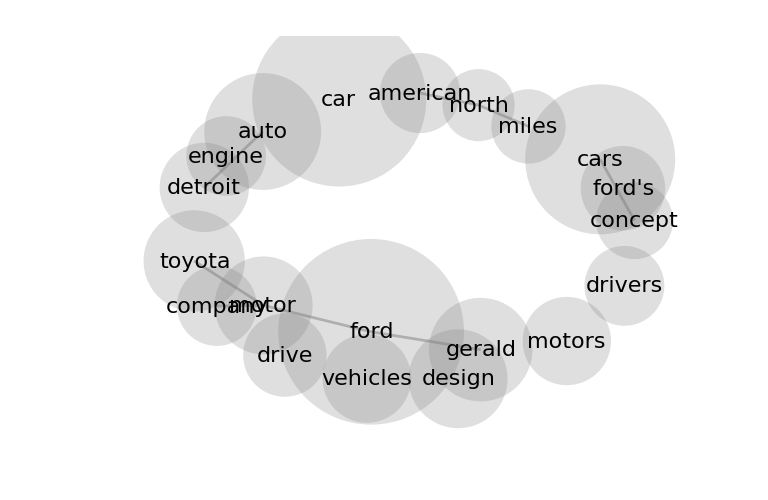 american
car
north
miles
auto
engine
cars
detroit
ford's
concept
toyota
drivers
company
motor
ford
motors
gerald
drive
vehicles
design